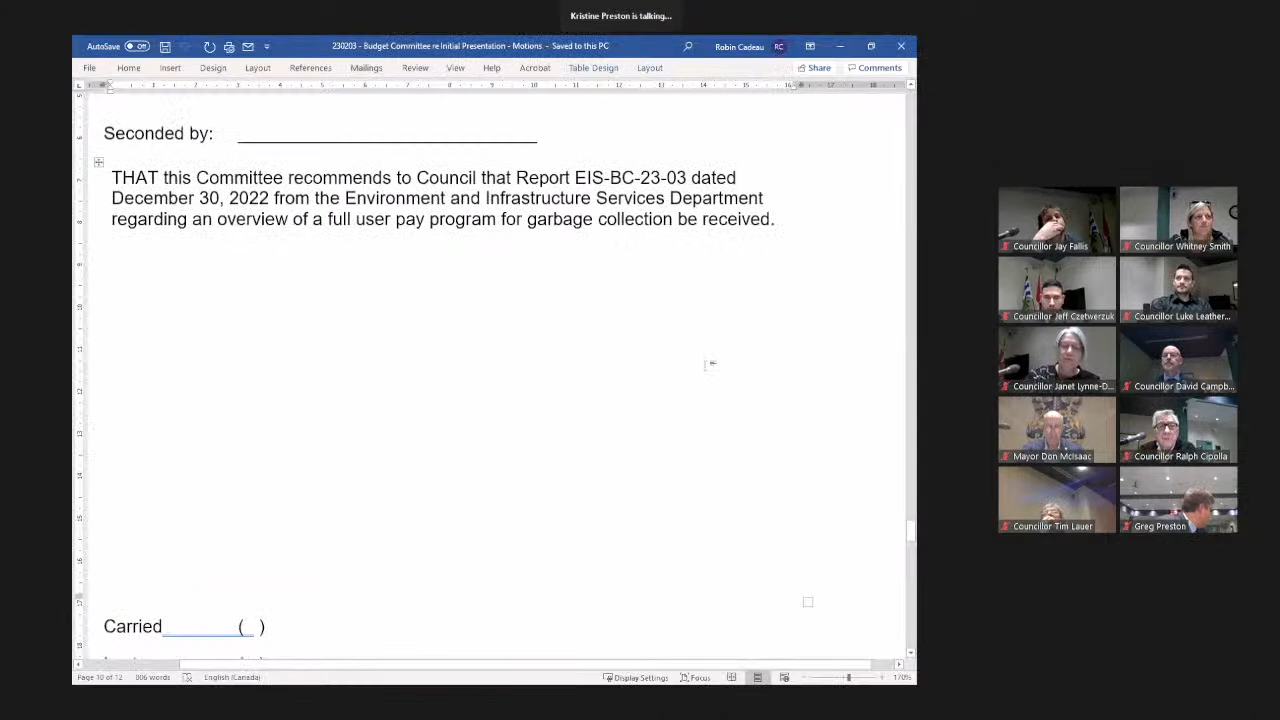 Kristine Preston is talking...
AutoSave Off
230203 - Budget Committee re Initial Presentation - Motions - Saved to this PC
Robin Cadeau RC
File Home Insert Design Layout References Mailings Review View Help Acrobat Table Design Layout
Share Comments
Seconded by:
THAT this Committee recommends to Council that Report EIS-BC-23-03 dated
December 30, 2022 from the Environment and Infrastructure Services Department
regarding an overview of a full user pay program for garbage collection be received.
Carried ( )
Page 10 of 12 806 words English (Canada)
Display Settings Focus 170%
Councillor Jay Fallis
Councillor Whitney Smith
Councillor Jeff Czetwerzuk
Councillor Luke Leather...
Councillor Janet Lynne-D...
Councillor David Campb...
Mayor Don McIsaac
Councillor Ralph Cipolla
Councillor Tim Lauer
Greg Preston